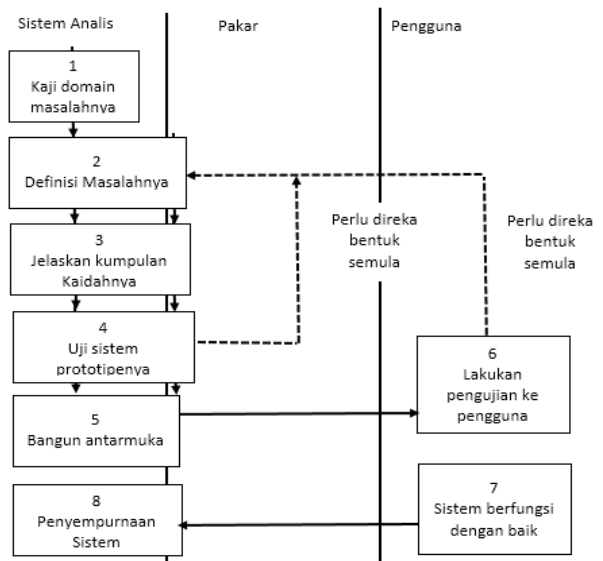 Sistem Analis
Pakar
Pengguna
1
Kaji domain
masalahnya
2
Definisi Masalahnya
3
Jelaskan kumpulan
Kaidahnya
4
Uji sistem
prototipenya
5
Bangun antarmuka
Perlu direka
bentuk
semula
Perlu direka
bentuk
semula
6
Lakukan
pengujian ke
pengguna
7
Sistem berfungsi
dengan baik
8
Penyempurnaan
Sistem